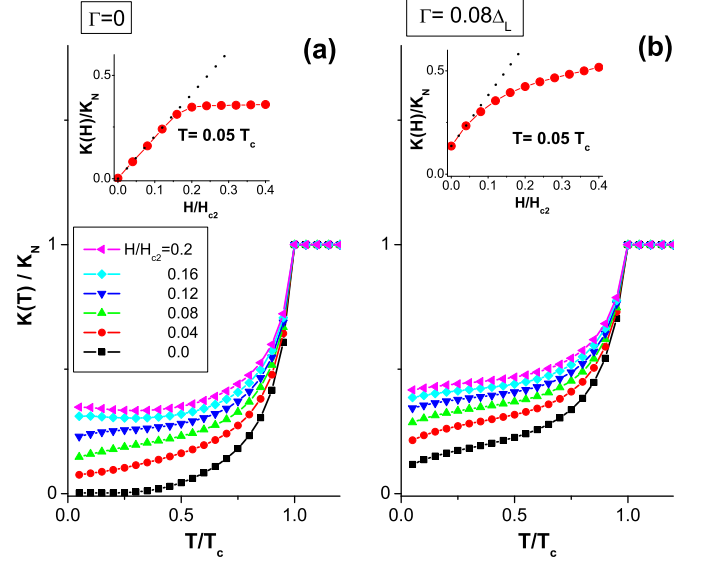 Γ=0
(a)
K(H)/K_N
0.5
0.0
T= 0.05 T_c
0.0 0.1 0.2 0.3 0.4
H/H_c2
K(T) / K_N
1
0
H/H_c2=0.2
0.16
0.12
0.08
0.04
0.0
0.0 0.5 1.0
T/T_c
Γ= 0.08Δ_L
(b)
K(H)/K_N
0.5
0.0
T= 0.05 T_c
0.0 0.1 0.2 0.3 0.4
H/H_c2
1
0
0.0 0.5 1.0
T/T_c